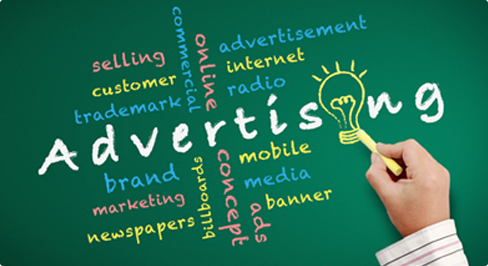 selling
customer
trademark
commercial
online
advertisement
internet
radio
Advertising
brand
marketing
newspapers
billboards
concept
ads
mobile
media
banner